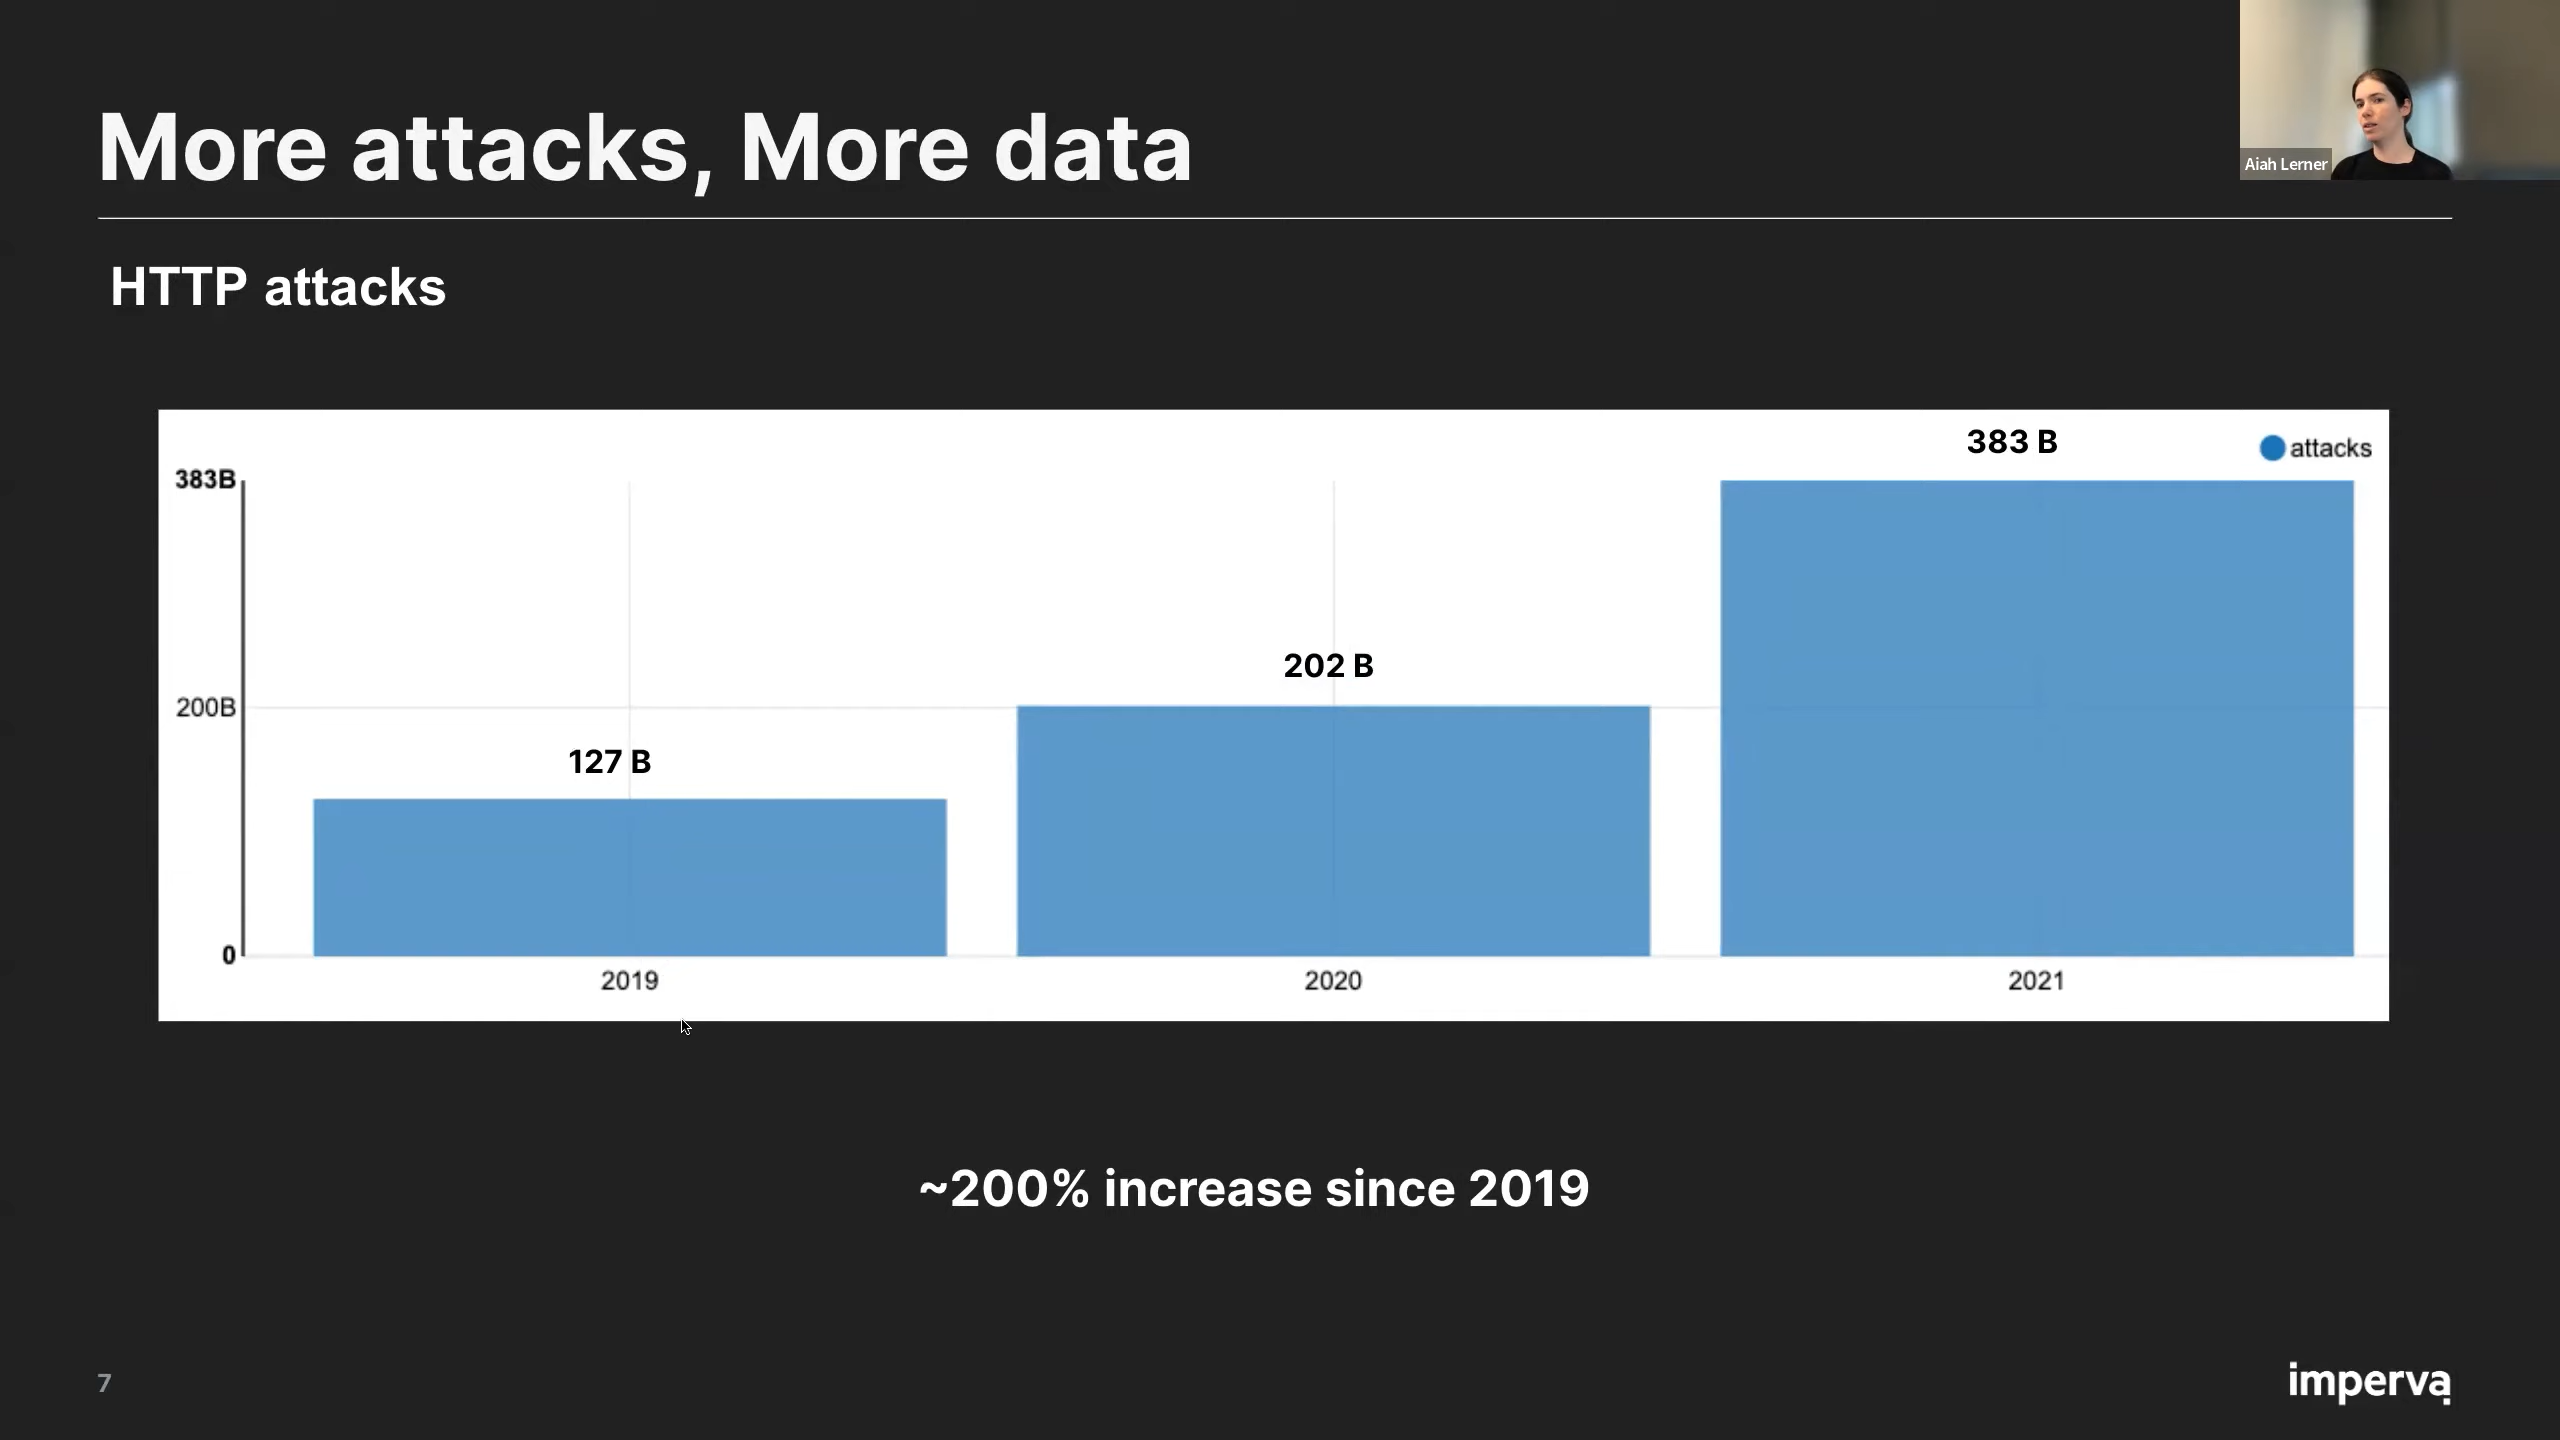 More attacks, More data
Aiah Lerner
HTTP attacks
383 B
attacks
383B
202 B
200B
127 B
0
2019
2020
2021
~200% increase since 2019
7
imperva